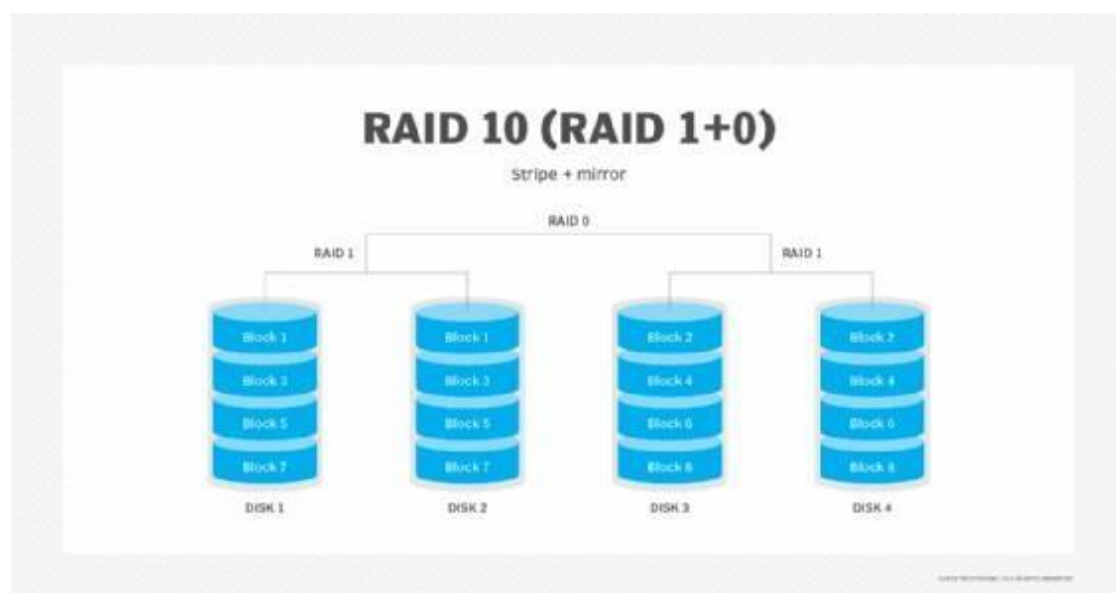 RAID 10 (RAID 1+0)
Stripe + mirror
RAID 0
RAID 1 RAID 1
Block 1 Block 1 Block 2 Block 2
Block 3 Block 3 Block 4 Block 4
Block 5 Block 5 Block 6 Block 6
Block 7 Block 7 Block 8 Block 8
DISK 1 DISK 2 DISK 3 DISK 4